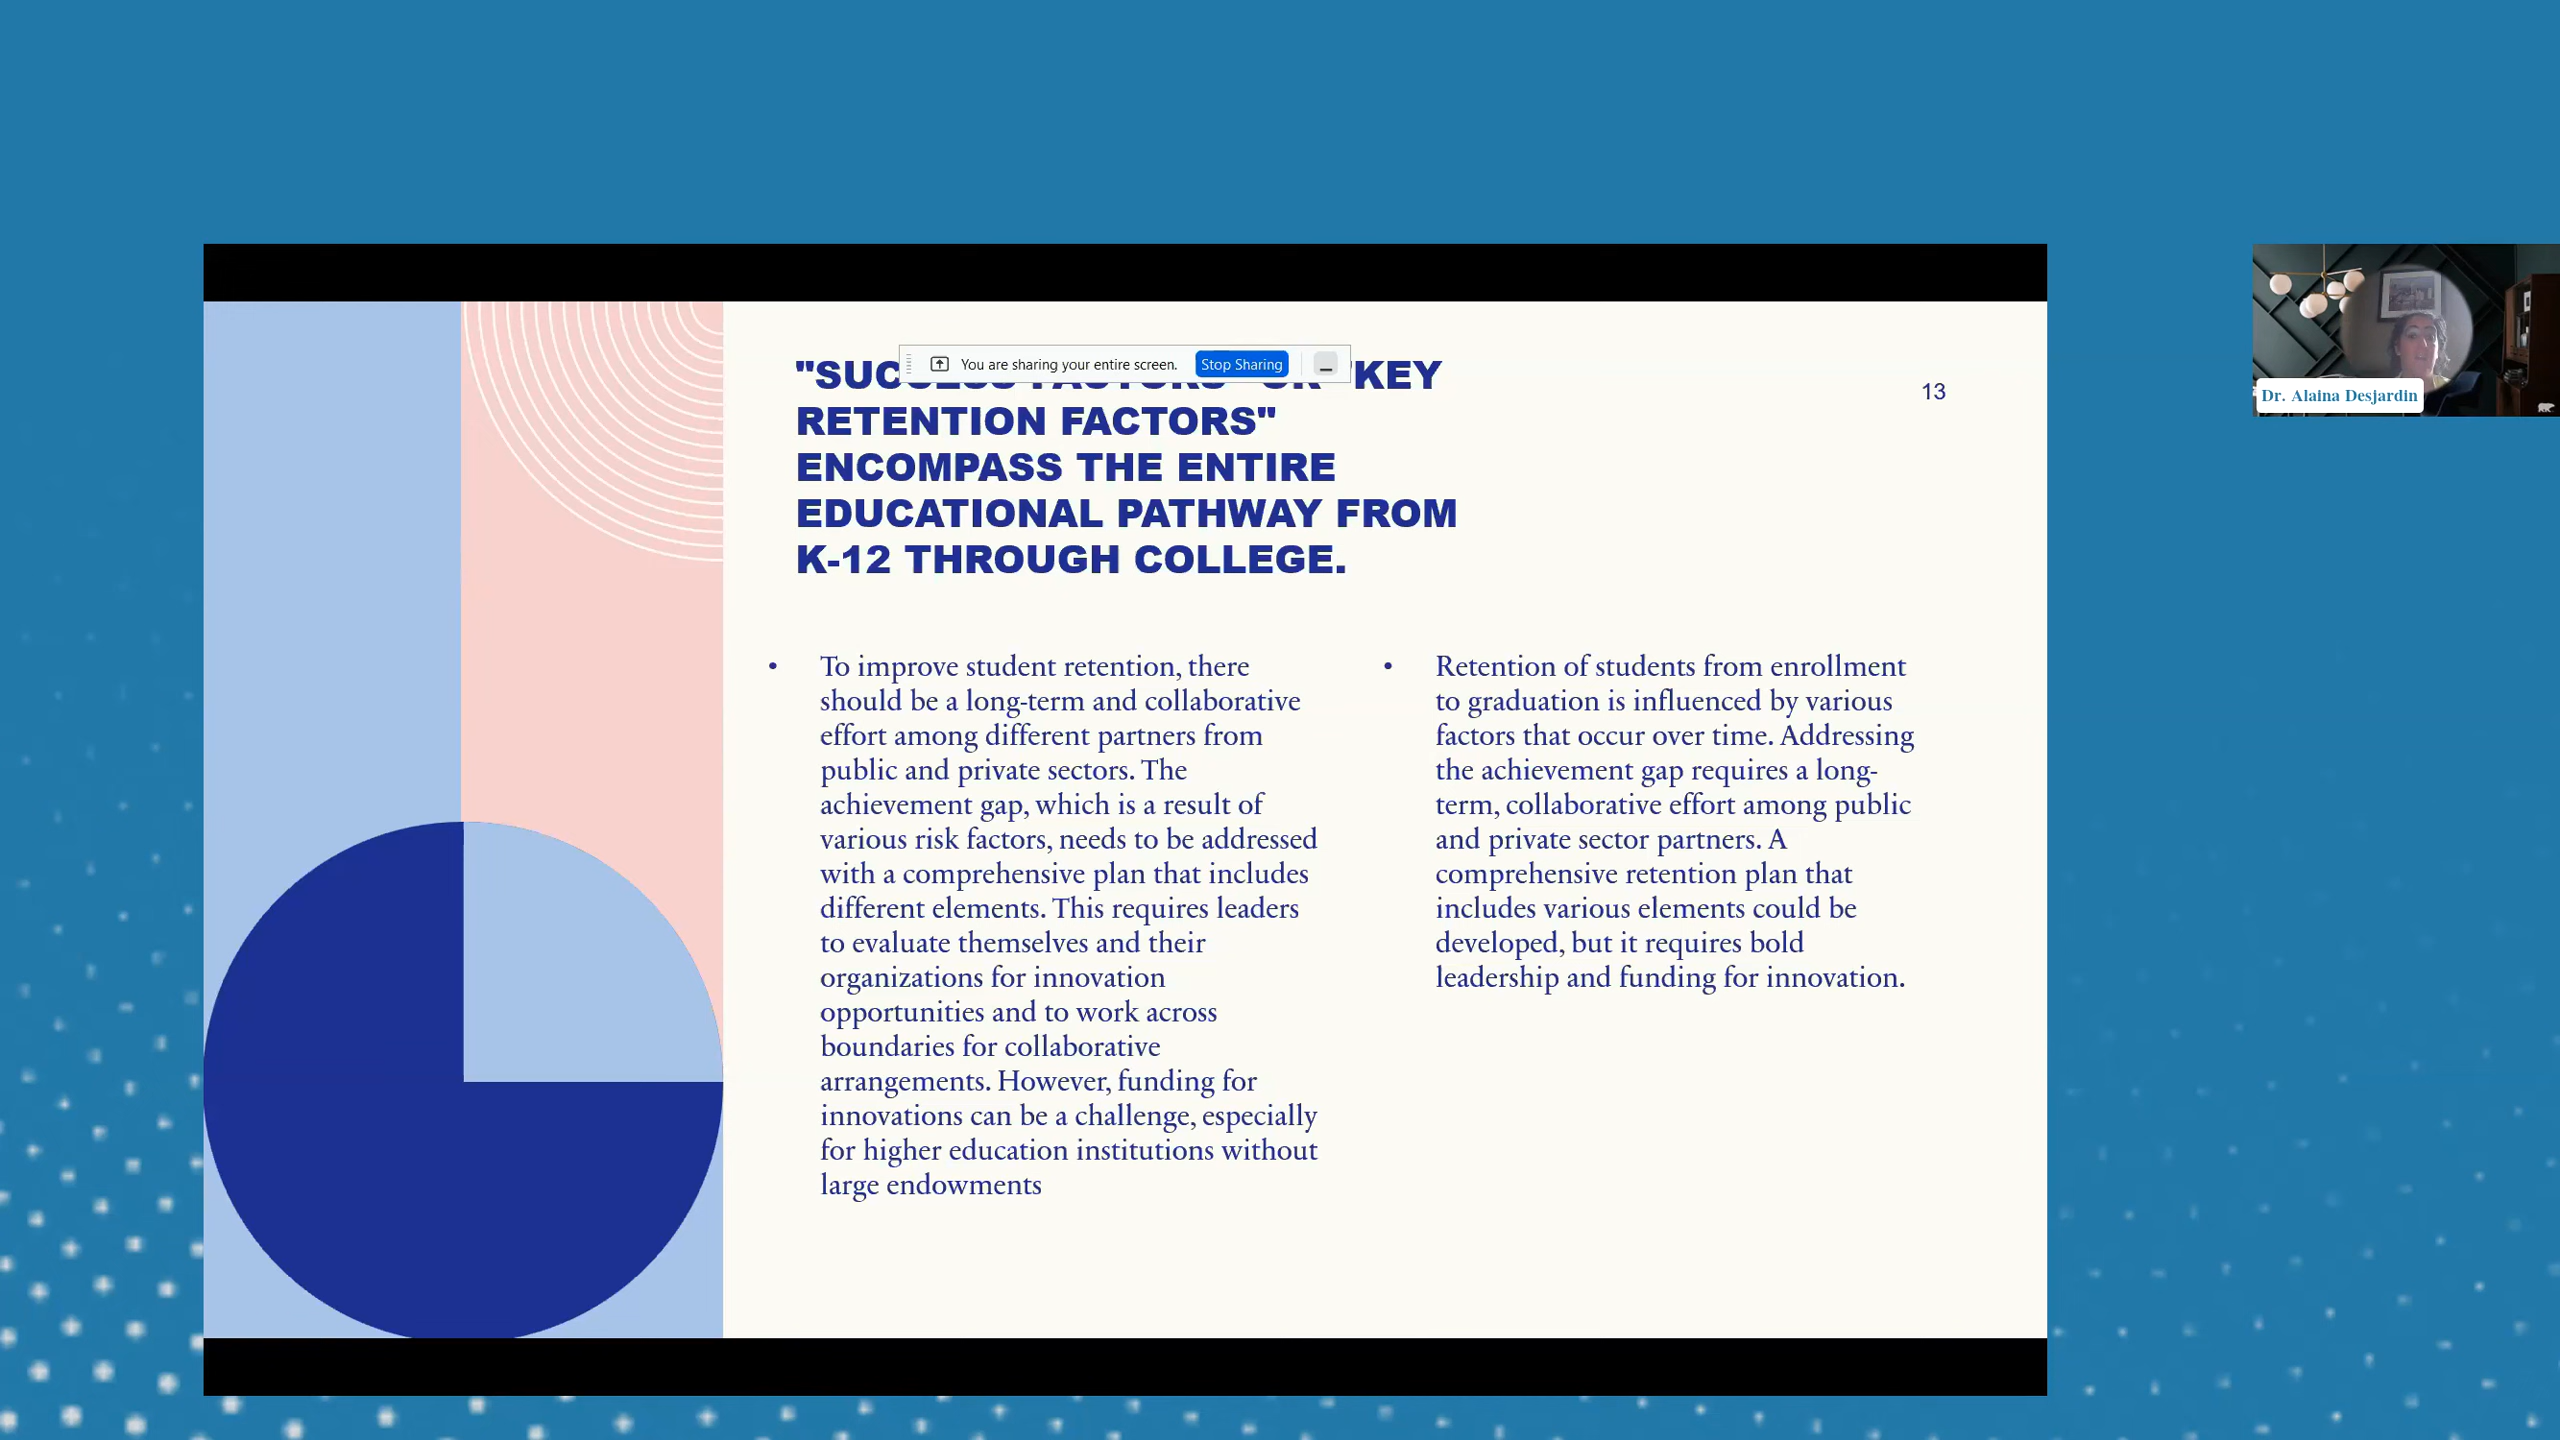 You are sharing your entire screen. Stop Sharing
"SUCCESS FACTORS" OR "KEY
RETENTION FACTORS"
ENCOMPASS THE ENTIRE
EDUCATIONAL PATHWAY FROM
K-12 THROUGH COLLEGE.
13
• To improve student retention, there
should be a long-term and collaborative
effort among different partners from
public and private sectors. The
achievement gap, which is a result of
various risk factors, needs to be addressed
with a comprehensive plan that includes
different elements. This requires leaders
to evaluate themselves and their
organizations for innovation
opportunities and to work across
boundaries for collaborative
arrangements. However, funding for
innovations can be a challenge, especially
for higher education institutions without
large endowments
• Retention of students from enrollment
to graduation is influenced by various
factors that occur over time. Addressing
the achievement gap requires a long-
term, collaborative effort among public
and private sector partners. A
comprehensive retention plan that
includes various elements could be
developed, but it requires bold
leadership and funding for innovation.
Dr. Alaina Desjardin